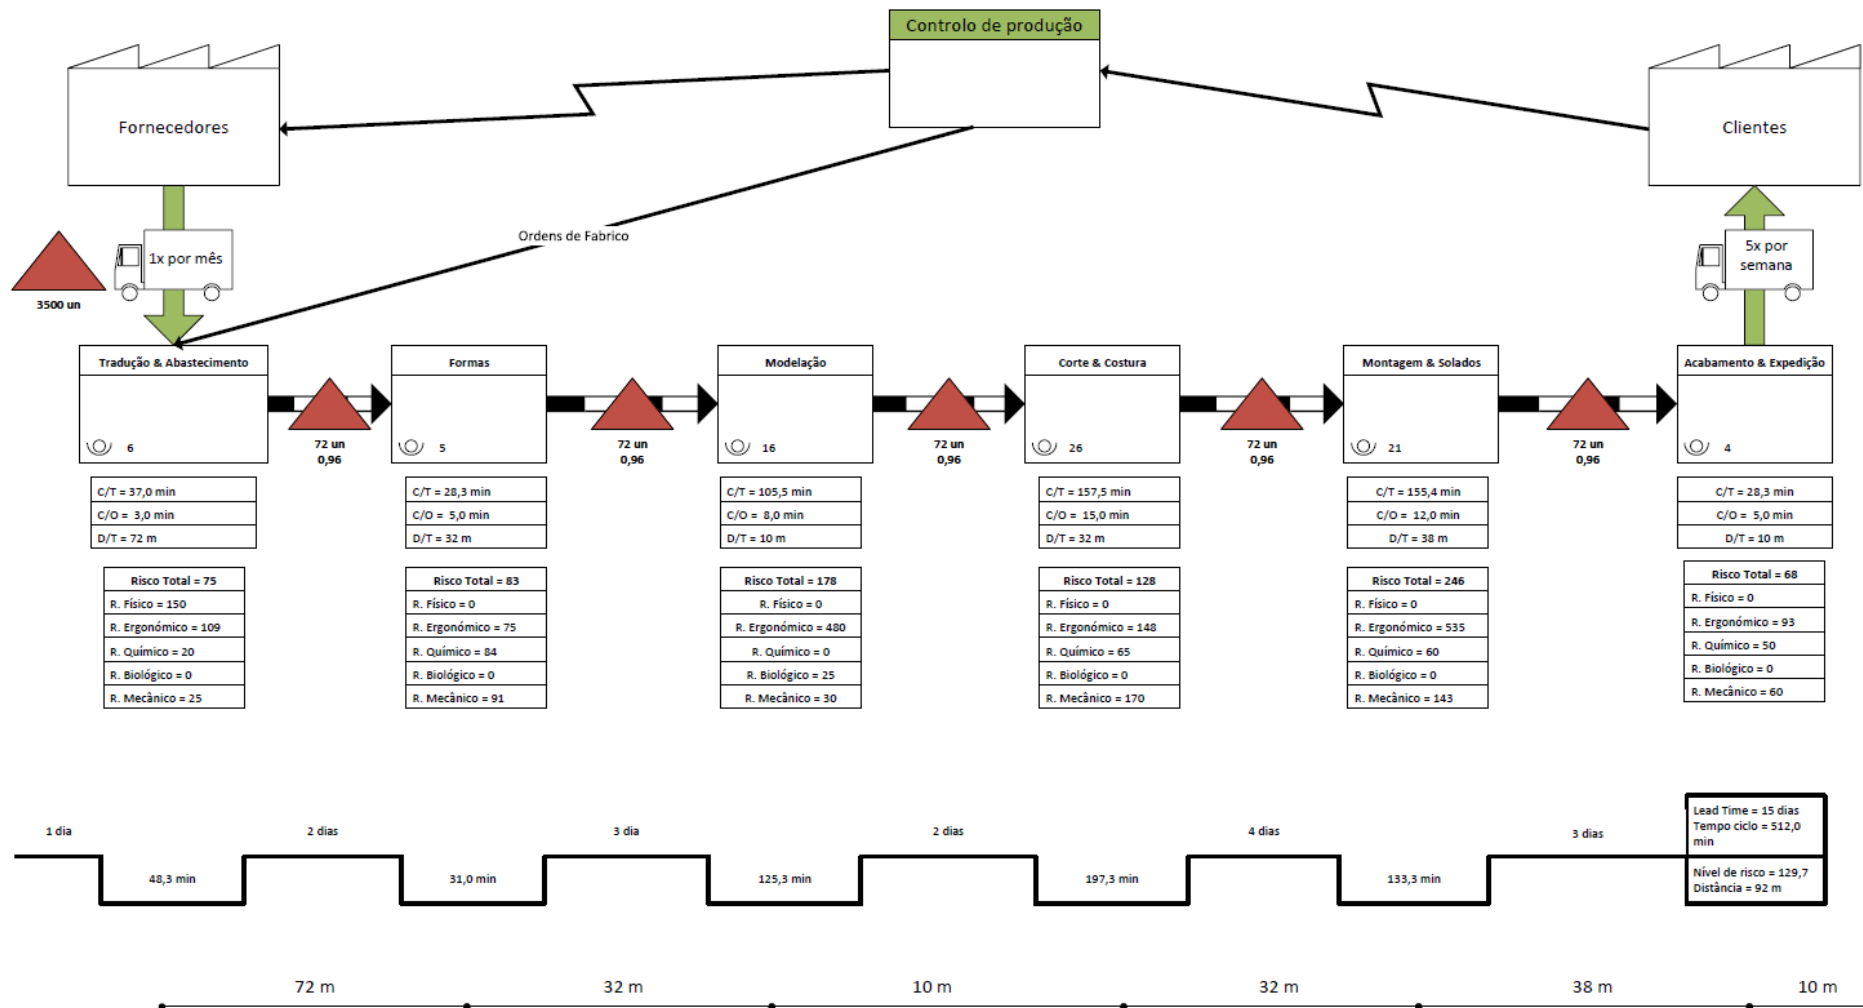 Controlo de produção
Fornecedores
Clientes
Ordens de Fabrico
1x por mês
3500 un
5x por
semana
Tradução & Abastecimento
6
72 un
0,96
Formas
5
72 un
0,96
Modelação
16
72 un
0,96
Corte & Costura
26
72 un
0,96
Montagem & Solados
21
72 un
0,96
Acabamento & Expedição
4
C/T = 37,0 min
C/O = 3,0 min
D/T = 72 m
C/T = 28,3 min
C/O = 5,0 min
D/T = 32 m
C/T = 105,5 min
C/O = 8,0 min
D/T = 10 m
C/T = 157,5 min
C/O = 15,0 min
D/T = 32 m
C/T = 155,4 min
C/O = 12,0 min
D/T = 38 m
C/T = 28,3 min
C/O = 5,0 min
D/T = 10 m
Risco Total = 75
R. Físico = 150
R. Ergonómico = 109
R. Químico = 20
R. Biológico = 0
R. Mecânico = 25
Risco Total = 83
R. Físico = 0
R. Ergonómico = 75
R. Químico = 84
R. Biológico = 0
R. Mecânico = 91
Risco Total = 178
R. Físico = 0
R. Ergonómico = 480
R. Químico = 0
R. Biológico = 25
R. Mecânico = 30
Risco Total = 128
R. Físico = 0
R. Ergonómico = 148
R. Químico = 65
R. Biológico = 0
R. Mecânico = 170
Risco Total = 246
R. Físico = 0
R. Ergonómico = 535
R. Químico = 60
R. Biológico = 0
R. Mecânico = 143
Risco Total = 68
R. Físico = 0
R. Ergonómico = 93
R. Químico = 50
R. Biológico = 0
R. Mecânico = 60
1 dia
2 dias
3 dia
2 dias
4 dias
3 dias
48,3 min
31,0 min
125,3 min
197,3 min
133,3 min
Lead Time = 15 dias
Tempo ciclo = 512,0
min
Nível de risco = 129,7
Distância = 92 m
72 m
32 m
10 m
32 m
38 m
10 m